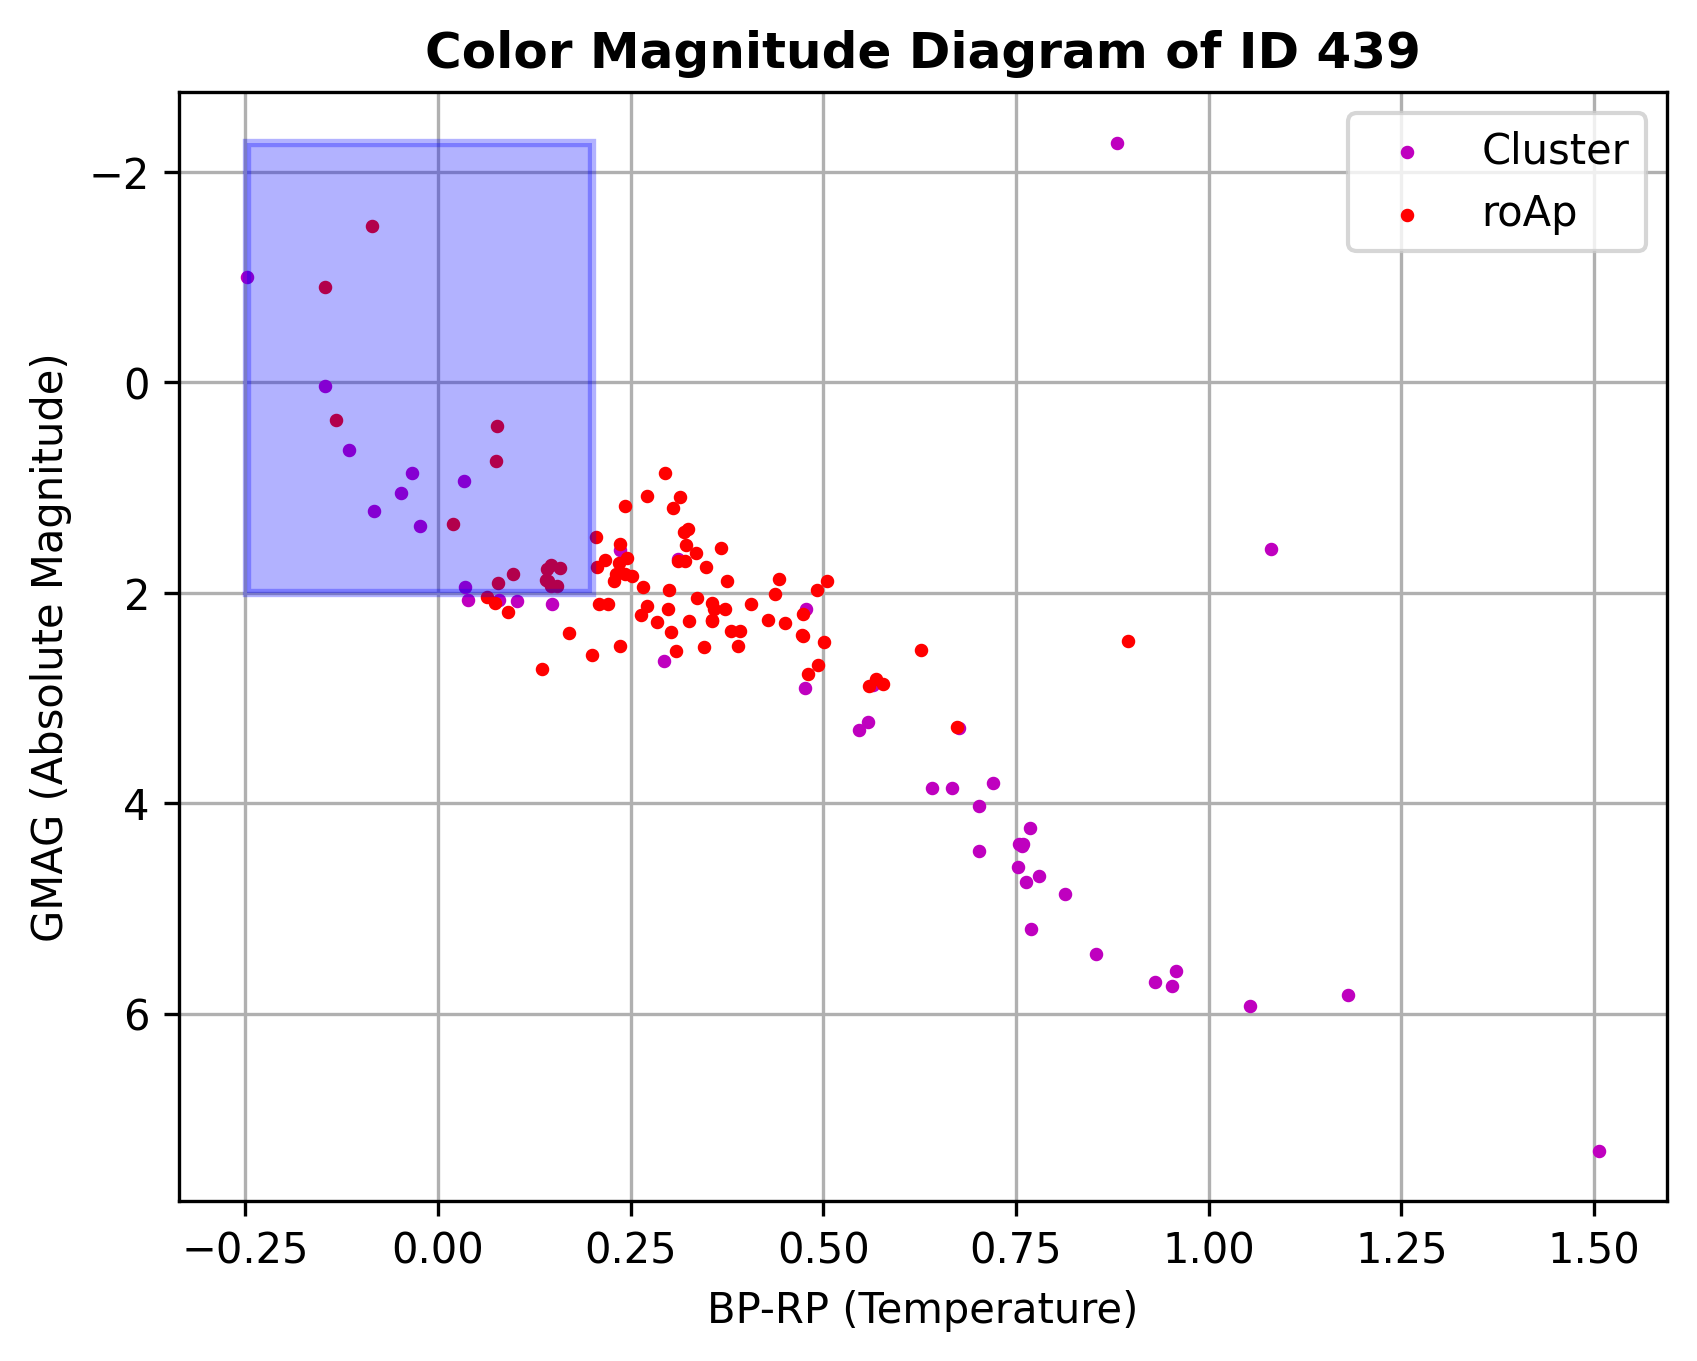 Color Magnitude Diagram of ID 439
Cluster
roAp
GMAG (Absolute Magnitude)
−2
0
2
4
6
−0.25 0.00 0.25 0.50 0.75 1.00 1.25 1.50
BP-RP (Temperature)